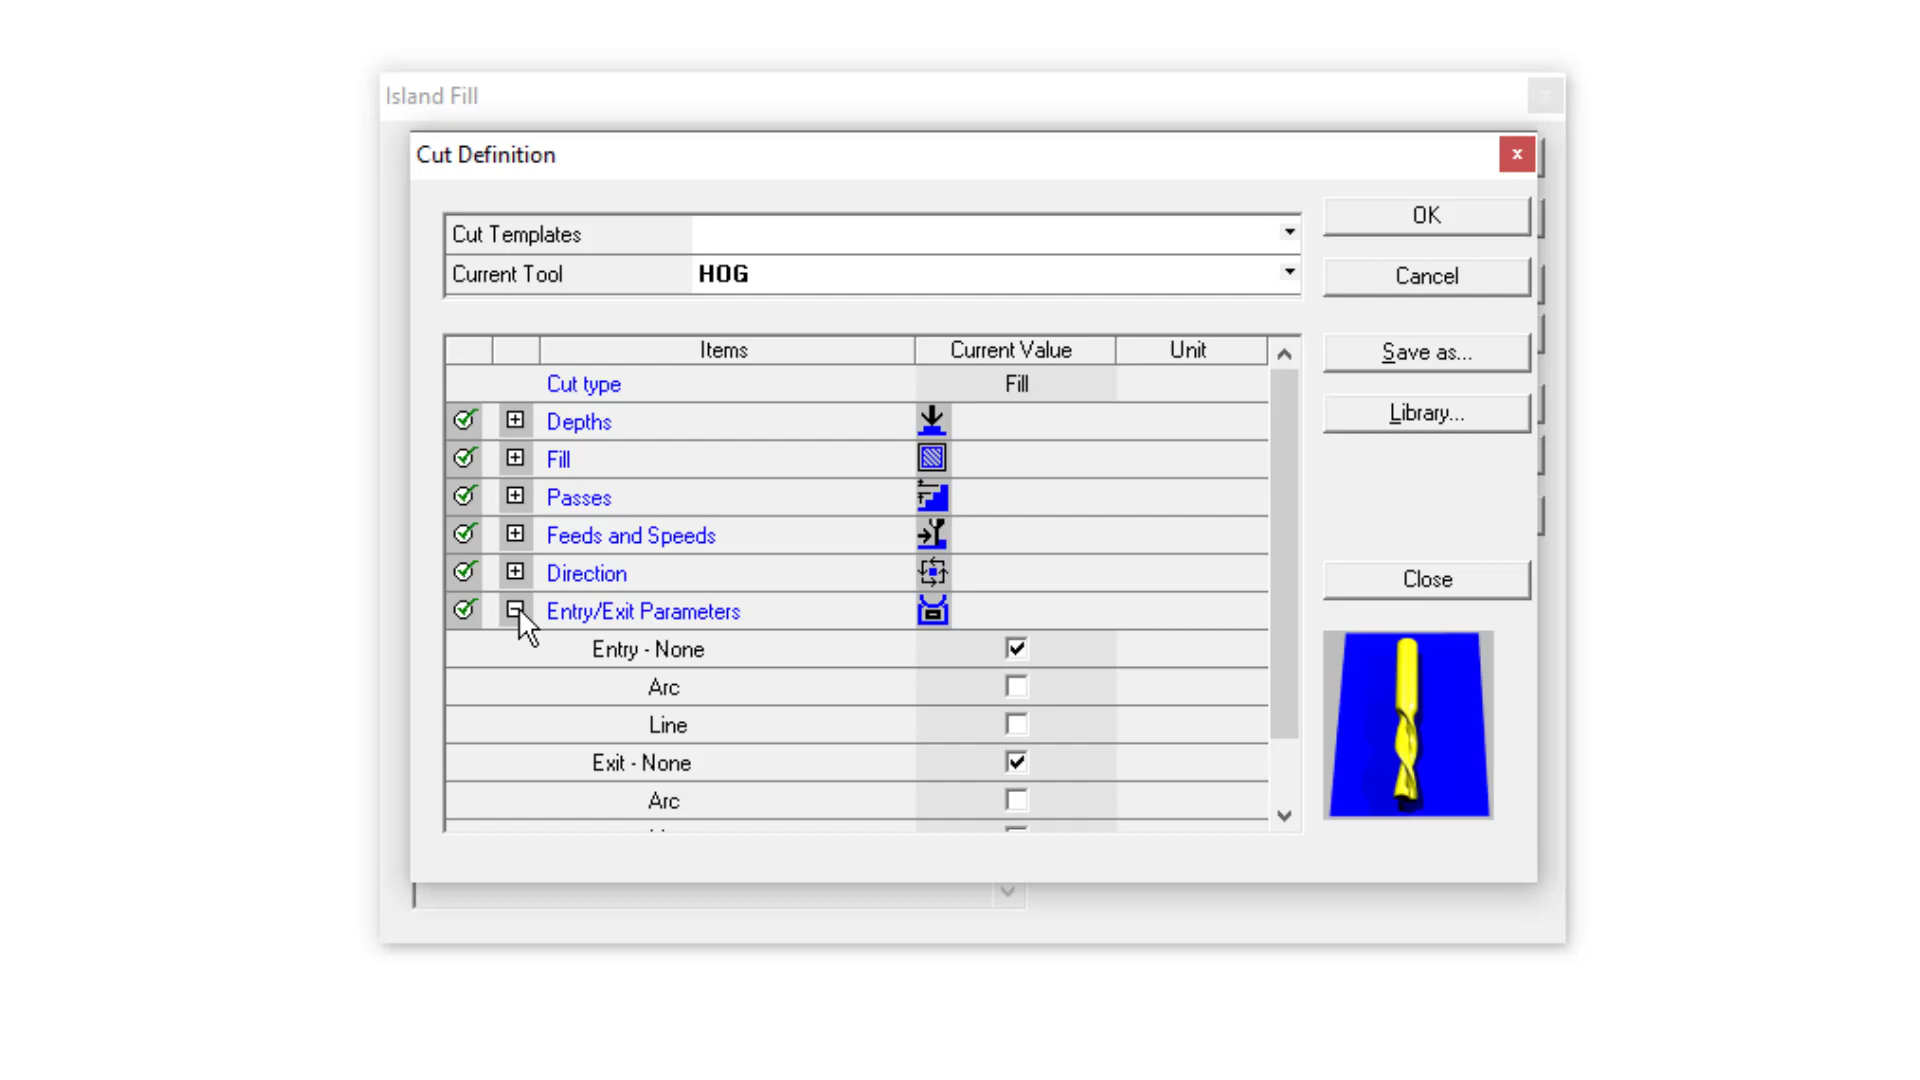 Island Fill
Cut Definition
x
Cut Templates
Current Tool HOG
OK
Cancel
Save as...
Library...
Close
Items Current Value Unit
Cut type Fill
Depths
Fill
Passes
Feeds and Speeds
Direction
Entry/Exit Parameters
Entry - None
Arc
Line
Exit - None
Arc